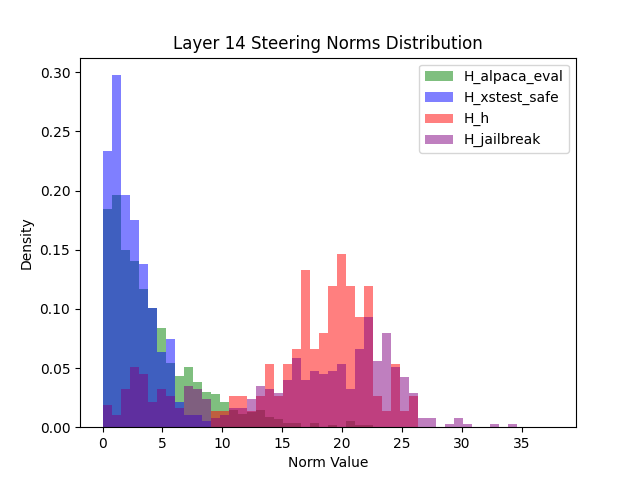 Layer 14 Steering Norms Distribution
H_alpaca_eval
H_xstest_safe
H_h
H_jailbreak
Density
0.30
0.25
0.20
0.15
0.10
0.05
0.00
0 5 10 15 20 25 30 35
Norm Value